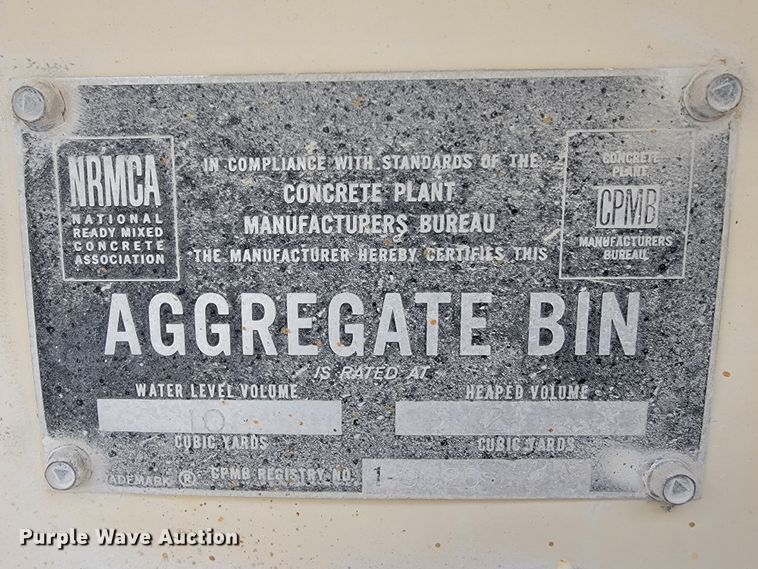 NRMCA
NATIONAL
READY MIXED
CONCRETE
ASSOCIATION
IN COMPLIANCE WITH STANDARDS OF THE
CONCRETE PLANT
MANUFACTURERS BUREAU
THE MANUFACTURER HEREBY CERTIFIES THIS
CONCRETE
PLANT
CPMB
MANUFACTURERS
BUREAU
AGGREGATE BIN
IS RATED AT
WATER LEVEL VOLUME
10
CUBIC YARDS
HEAPED VOLUME
CUBIC YARDS
ADEMARK ® CPMB REGISTRY NO.
Purple Wave Auction